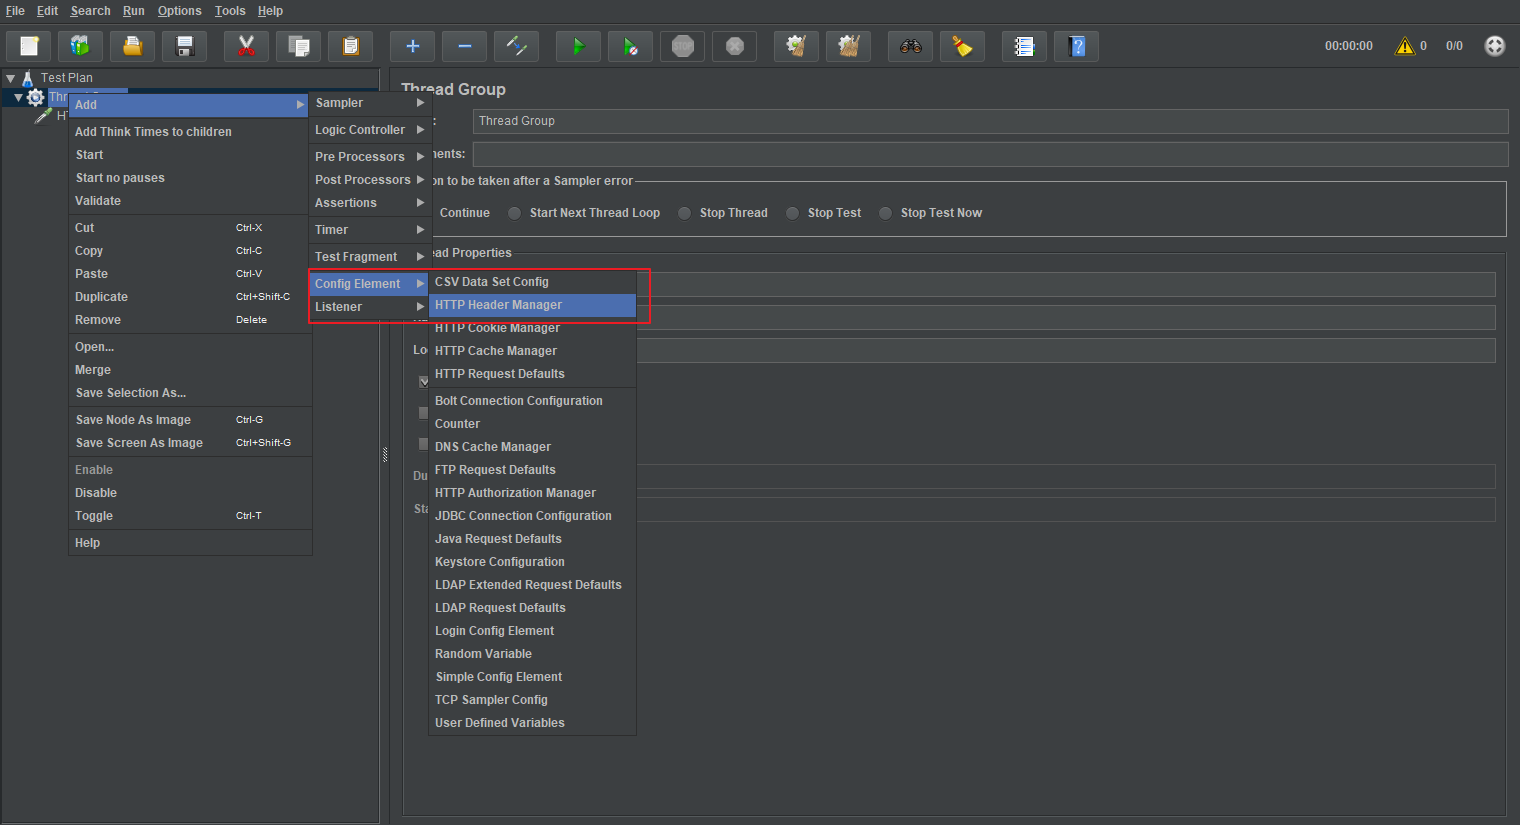 File Edit Search Run Options Tools Help
STOP
00:00:00 0 0/0
Test Plan
Thread Group
Name:
Thread Group
Continue Start Next Thread Loop Stop Thread Stop Test Stop Test Now
Add
Add Think Times to children
Start
Start no pauses
Validate
Cut Ctrl-X
Copy Ctrl-C
Paste Ctrl-V
Duplicate Ctrl+Shift-C
Remove Delete
Open...
Merge
Save Selection As...
Save Node As Image Ctrl-G
Save Screen As Image Ctrl+Shift-G
Enable
Disable
Toggle Ctrl-T
Help
Sampler
Logic Controller
Pre Processors
Post Processors
Assertions
Timer
Test Fragment
Config Element
Listener
to be taken after a Sampler error
Properties
CSV Data Set Config
HTTP Header Manager
HTTP Cookie Manager
HTTP Cache Manager
HTTP Request Defaults
Bolt Connection Configuration
Counter
DNS Cache Manager
FTP Request Defaults
HTTP Authorization Manager
JDBC Connection Configuration
Java Request Defaults
Keystore Configuration
LDAP Extended Request Defaults
LDAP Request Defaults
Login Config Element
Random Variable
Simple Config Element
TCP Sampler Config
User Defined Variables